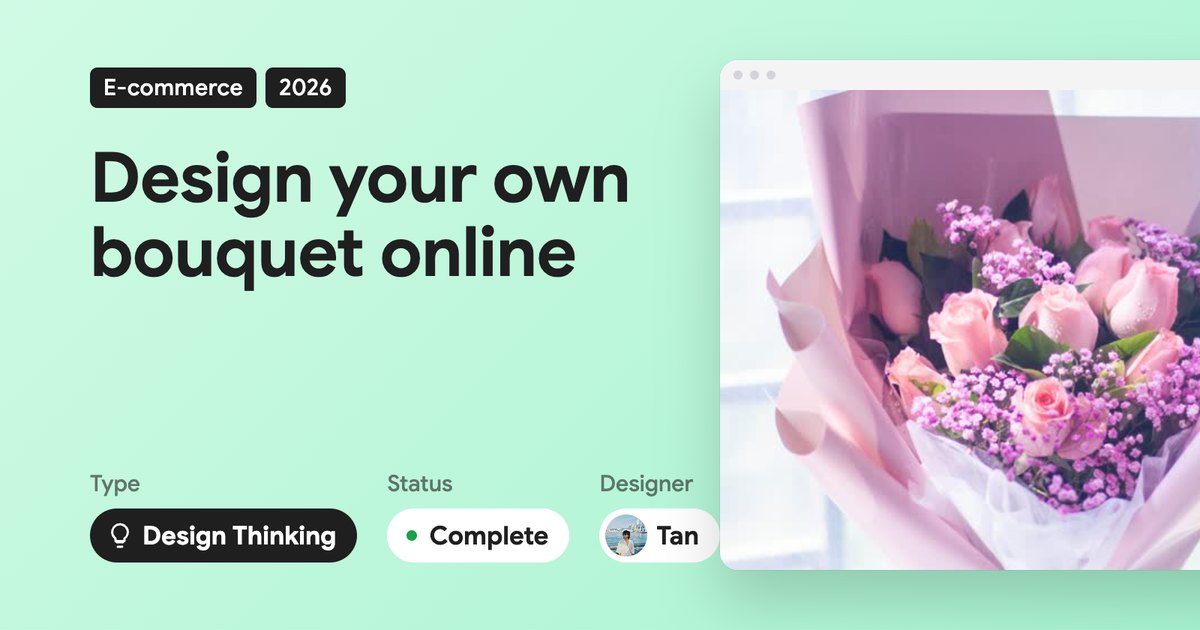 E-commerce 2026
Design your own
bouquet online
Type Status Designer
Design Thinking Complete Tan